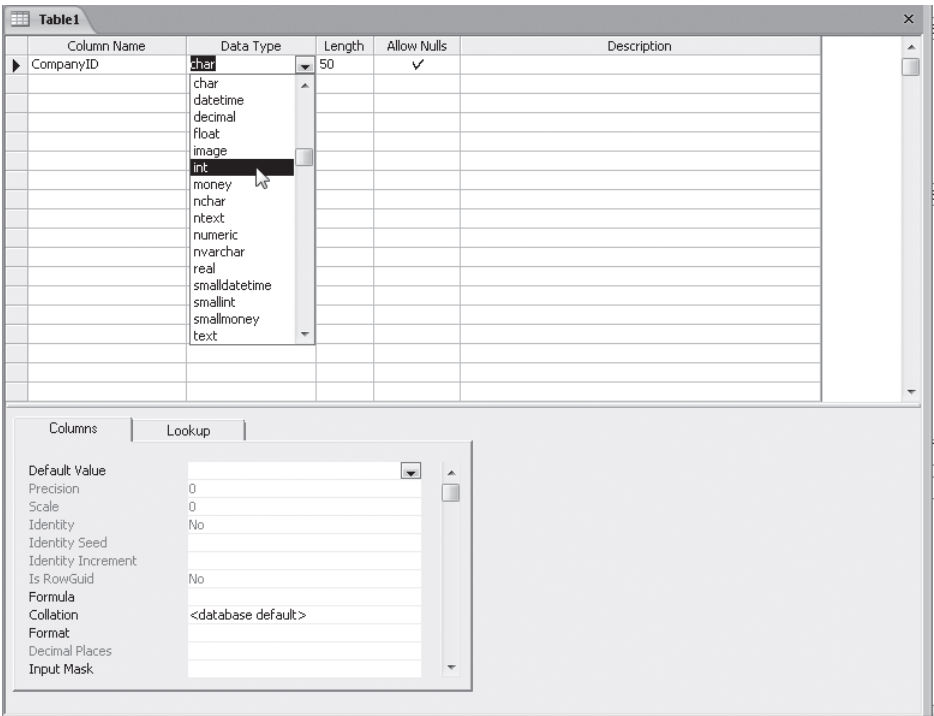 Table1
Column Name Data Type Length Allow Nulls Description
CompanyID char 50
char
datetime
decimal
float
image
int
money
nchar
ntext
numeric
nvarchar
real
smalldatetime
smallint
smallmoney
text
Columns Lookup
Default Value
Precision 0
Scale 0
Identity No
Identity Seed
Identity Increment
Is RowGuid No
Formula
Collation <database default>
Format
Decimal Places
Input Mask